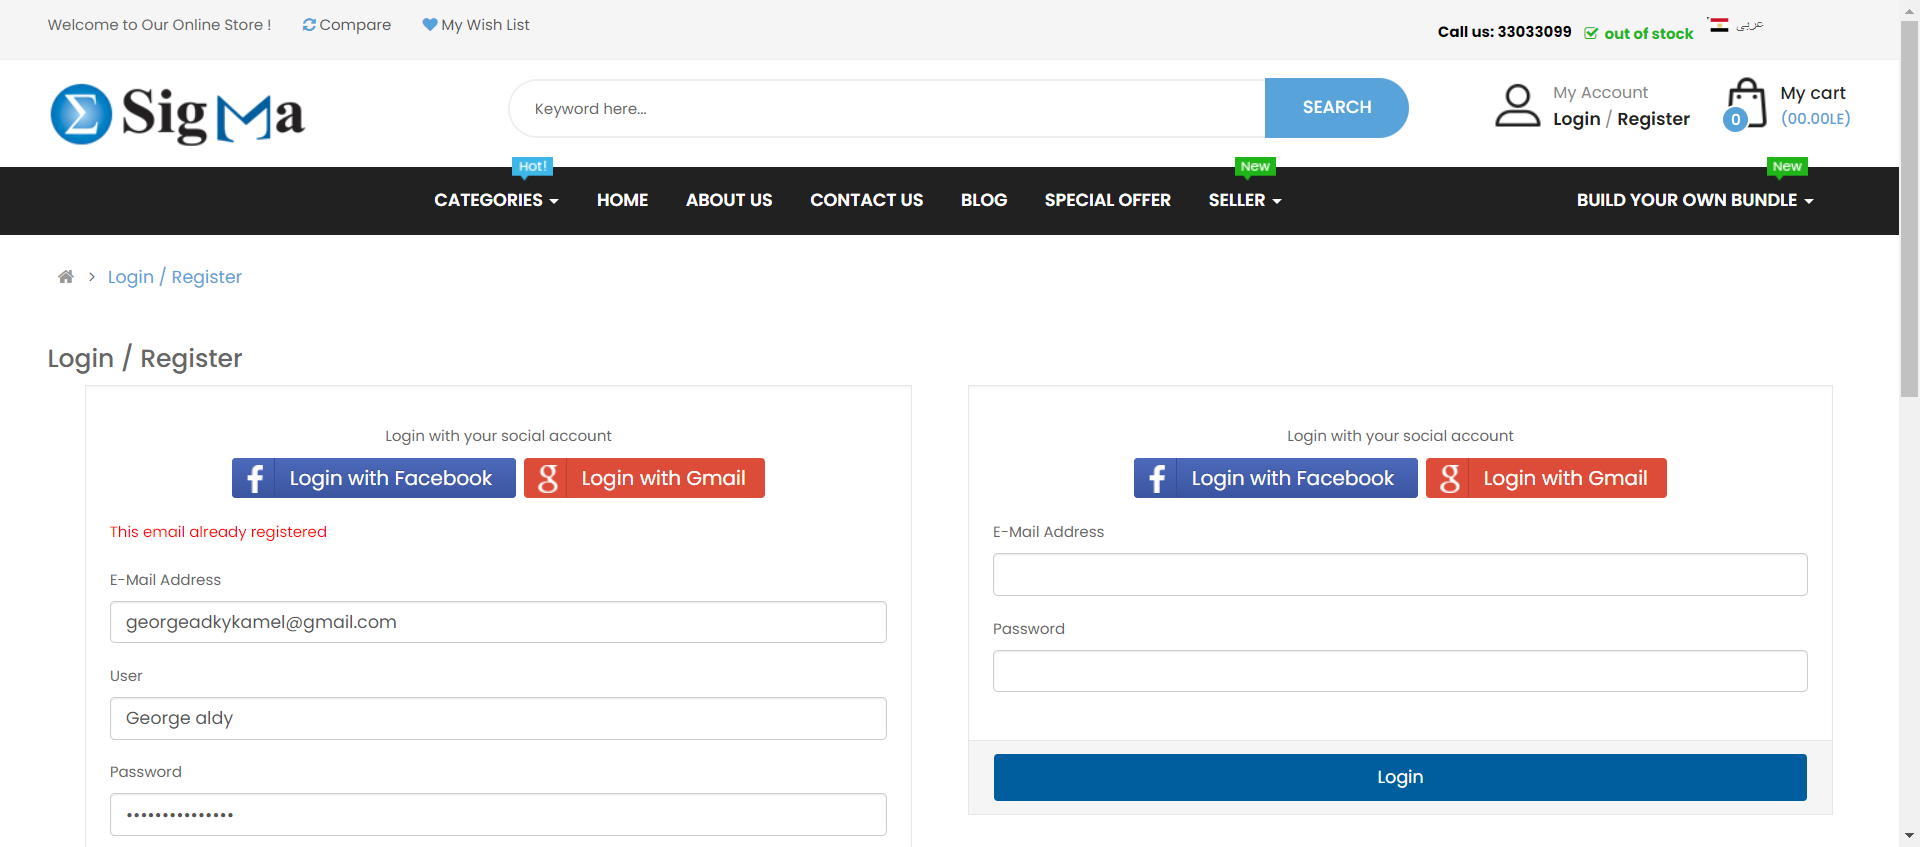 Welcome to Our Online Store !
Compare
My Wish List
Call us: 33033099
out of stock
عربى
Σ SigMa
Keyword here...
SEARCH
My Account
Login / Register
0
My cart
(00.00LE)
Hot!
New
New
CATEGORIES
HOME
ABOUT US
CONTACT US
BLOG
SPECIAL OFFER
SELLER
BUILD YOUR OWN BUNDLE
> Login / Register
Login / Register
Login with your social account
f Login with Facebook
g Login with Gmail
This email already registered
E-Mail Address
georgeadkykamel@gmail.com
User
George aldy
Password
•••••••••••••••
Login with your social account
f Login with Facebook
g Login with Gmail
E-Mail Address
Password
Login